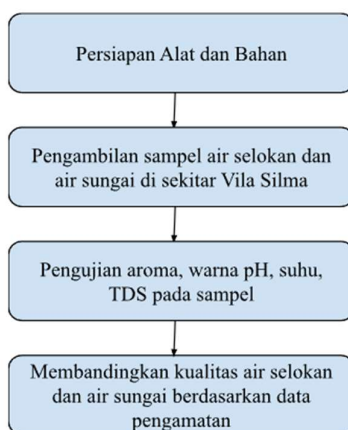 Persiapan Alat dan Bahan
Pengambilan sampel air selokan dan
air sungai di sekitar Vila Silma
Pengujian aroma, warna pH, suhu,
TDS pada sampel
Membandingkan kualitas air selokan
dan air sungai berdasarkan data
pengamatan